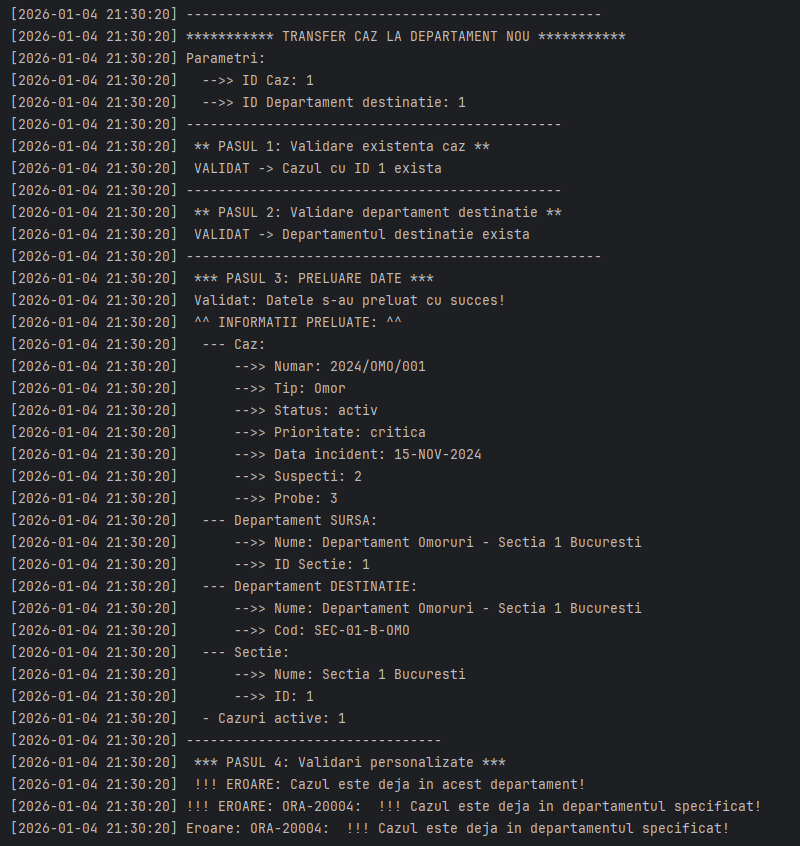 [2026-01-04 21:30:20] ----------------------------------------------------
[2026-01-04 21:30:20] *********** TRANSFER CAZ LA DEPARTAMENT NOU ***********
[2026-01-04 21:30:20] Parametri:
[2026-01-04 21:30:20]   -->> ID Caz: 1
[2026-01-04 21:30:20]   -->> ID Departament destinatie: 1
[2026-01-04 21:30:20] -----------------------------------------------
[2026-01-04 21:30:20]  ** PASUL 1: Validare existenta caz **
[2026-01-04 21:30:20]  VALIDAT -> Cazul cu ID 1 exista
[2026-01-04 21:30:20] -----------------------------------------------
[2026-01-04 21:30:20]  ** PASUL 2: Validare departament destinatie **
[2026-01-04 21:30:20]  VALIDAT -> Departamentul destinatie exista
[2026-01-04 21:30:20] ----------------------------------------------------
[2026-01-04 21:30:20]  *** PASUL 3: PRELUARE DATE ***
[2026-01-04 21:30:20]  Validat: Datele s-au preluat cu succes!
[2026-01-04 21:30:20]  ^^ INFORMATII PRELUATE: ^^
[2026-01-04 21:30:20]   --- Caz:
[2026-01-04 21:30:20]       -->> Numar: 2024/OMO/001
[2026-01-04 21:30:20]       -->> Tip: Omor
[2026-01-04 21:30:20]       -->> Status: activ
[2026-01-04 21:30:20]       -->> Prioritate: critica
[2026-01-04 21:30:20]       -->> Data incident: 15-NOV-2024
[2026-01-04 21:30:20]       -->> Suspecti: 2
[2026-01-04 21:30:20]       -->> Probe: 3
[2026-01-04 21:30:20]   --- Departament SURSA:
[2026-01-04 21:30:20]       -->> Nume: Departament Omoruri - Sectia 1 Bucuresti
[2026-01-04 21:30:20]       -->> ID Sectie: 1
[2026-01-04 21:30:20]   --- Departament DESTINATIE:
[2026-01-04 21:30:20]       -->> Nume: Departament Omoruri - Sectia 1 Bucuresti
[2026-01-04 21:30:20]       -->> Cod: SEC-01-B-OMO
[2026-01-04 21:30:20]   --- Sectie:
[2026-01-04 21:30:20]       -->> Nume: Sectia 1 Bucuresti
[2026-01-04 21:30:20]       -->> ID: 1
[2026-01-04 21:30:20]   - Cazuri active: 1
[2026-01-04 21:30:20] --------------------------------
[2026-01-04 21:30:20]  *** PASUL 4: Validari personalizate ***
[2026-01-04 21:30:20]  !!! EROARE: Cazul este deja in acest departament!
[2026-01-04 21:30:20] !!! EROARE: ORA-20004:  !!! Cazul este deja in departamentul specificat!
[2026-01-04 21:30:20] Eroare: ORA-20004:  !!! Cazul este deja in departamentul specificat!